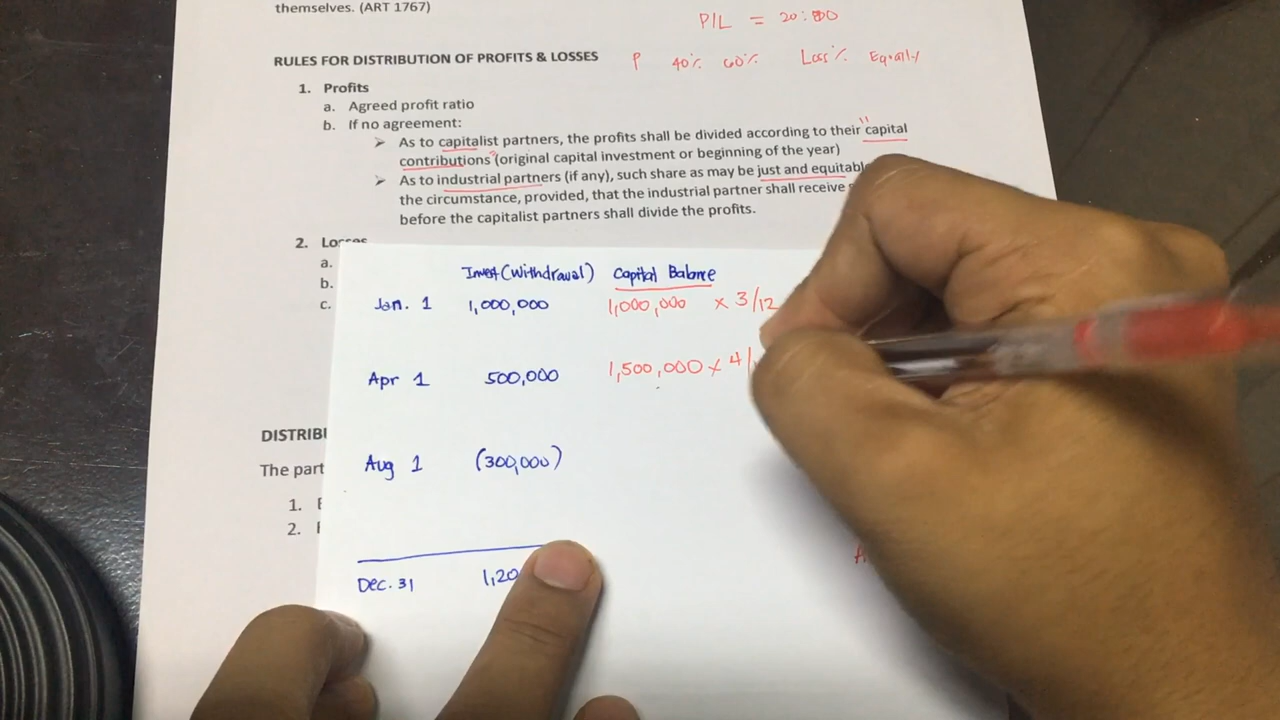 themselves. (ART 1767)
P/L = 20:80
RULES FOR DISTRIBUTION OF PROFITS & LOSSES
P 40% 60% Loss % Equally
1. Profits
a. Agreed profit ratio
b. If no agreement:
➤ As to capitalist partners, the profits shall be divided according to their "capital
contributions" (original capital investment or beginning of the year)
➤ As to industrial partners (if any), such share as may be just and equitabl
the circumstance, provided, that the industrial partner shall receive
before the capitalist partners shall divide the profits.
2. Losses
a.
b.
c.
Invest (Withdrawal) Capital Balance
Jan. 1 1,000,000 1,000,000 x 3/12
Apr 1 500,000 1,500,000 x 4/
Aug 1 (300,000)
Dec. 31 1,20
DISTRIBU
The part
1.
2.